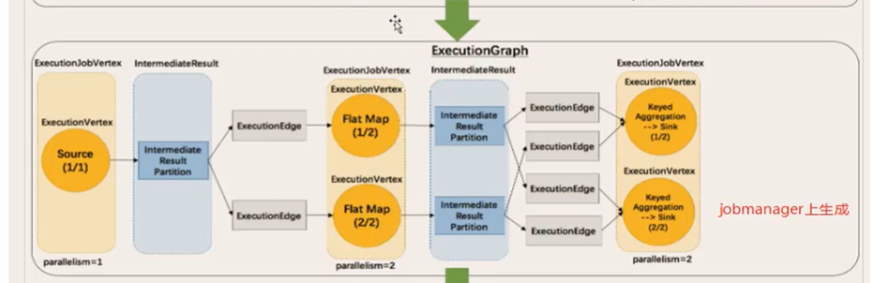 ExecutionGraph
ExecutionJobVertex
IntermediateResult
ExecutionJobVertex
IntermediateResult
ExecutionJobVertex
ExecutionVertex
Source
(1/1)
Intermediate
Result
Partition
ExecutionEdge
ExecutionEdge
ExecutionVertex
Flat Map
(1/2)
ExecutionVertex
Flat Map
(2/2)
Intermediate
Result
Partition
Intermediate
Result
Partition
ExecutionEdge
ExecutionEdge
ExecutionEdge
ExecutionEdge
ExecutionVertex
Keyed
Aggregation
--> Sink
(1/2)
ExecutionVertex
Keyed
Aggregation
--> Sink
(2/2)
jobmanager上生成
parallelism=1
parallelism=2
parallelism=2